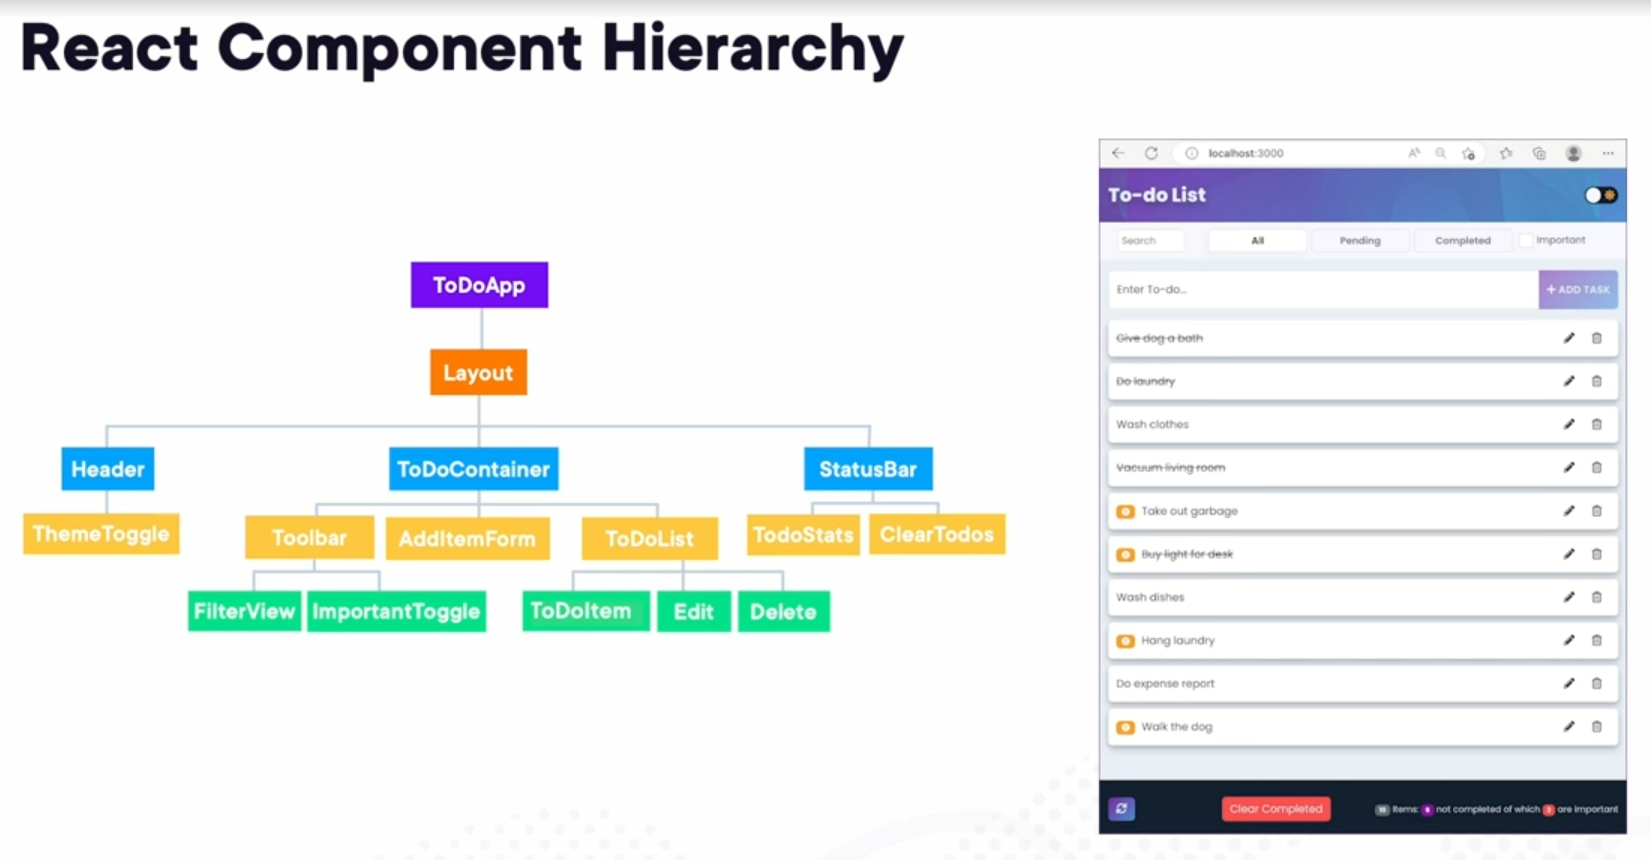 React Component Hierarchy
ToDoApp
Layout
Header ToDoContainer StatusBar
ThemeToggle Toolbar AddItemForm ToDoList TodoStats ClearTodos
FilterView ImportantToggle ToDoItem Edit Delete
localhost:3000
To-do List
Search All Pending Completed Important
Enter To-do...
+ ADD TASK
Give dog a bath
Do laundry
Wash clothes
Vacuum living room
Take out garbage
Buy light for desk
Wash dishes
Hang laundry
Do expense report
Walk the dog
Clear Completed
10 Items: 6 not completed of which 3 are important